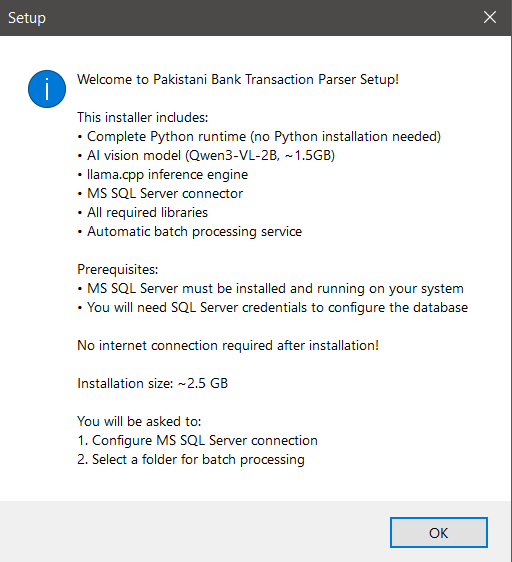 Setup
Welcome to Pakistani Bank Transaction Parser Setup!
This installer includes:
• Complete Python runtime (no Python installation needed)
• AI vision model (Qwen3-VL-2B, ~1.5GB)
• llama.cpp inference engine
• MS SQL Server connector
• All required libraries
• Automatic batch processing service
Prerequisites:
• MS SQL Server must be installed and running on your system
• You will need SQL Server credentials to configure the database
No internet connection required after installation!
Installation size: ~2.5 GB
You will be asked to:
1. Configure MS SQL Server connection
2. Select a folder for batch processing
OK